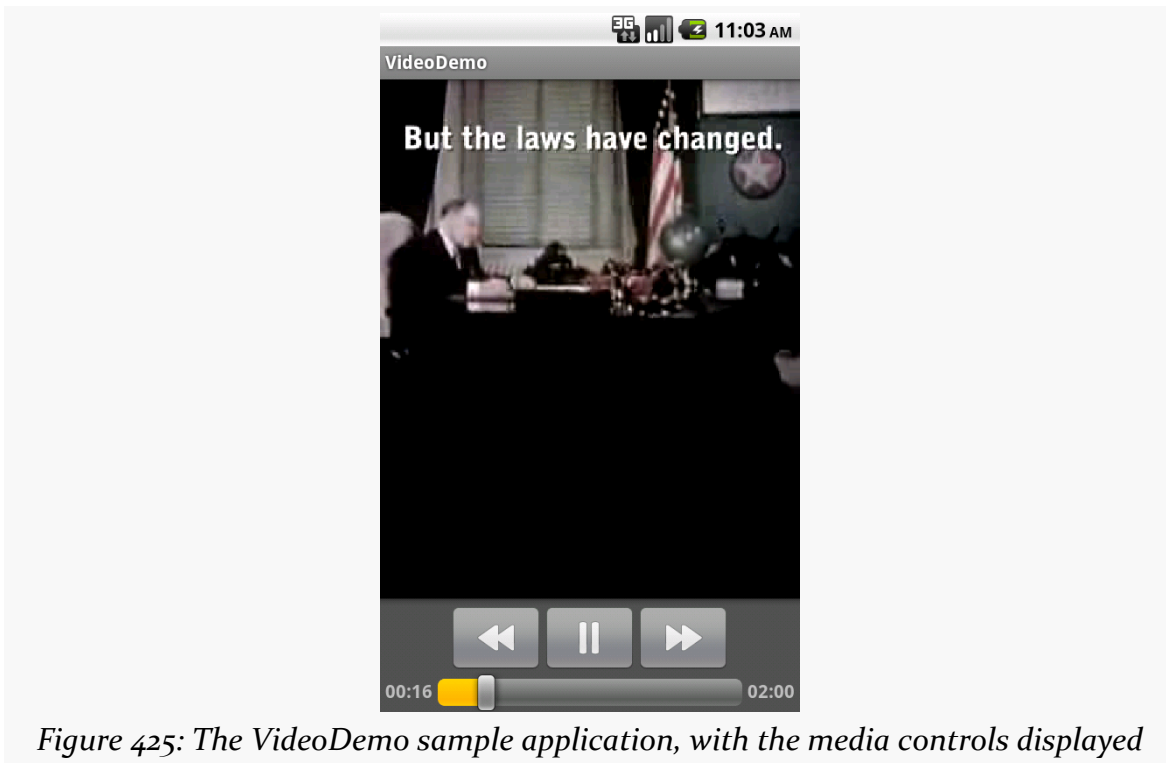 3G 11:03 AM
VideoDemo
But the laws have changed.
00:16 02:00
Figure 425: The VideoDemo sample application, with the media controls displayed